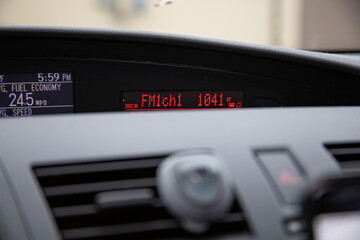 5:59 PM
G. FUEL ECONOMY
24.5 mpg
G. SPEED
FM1ch1 1041